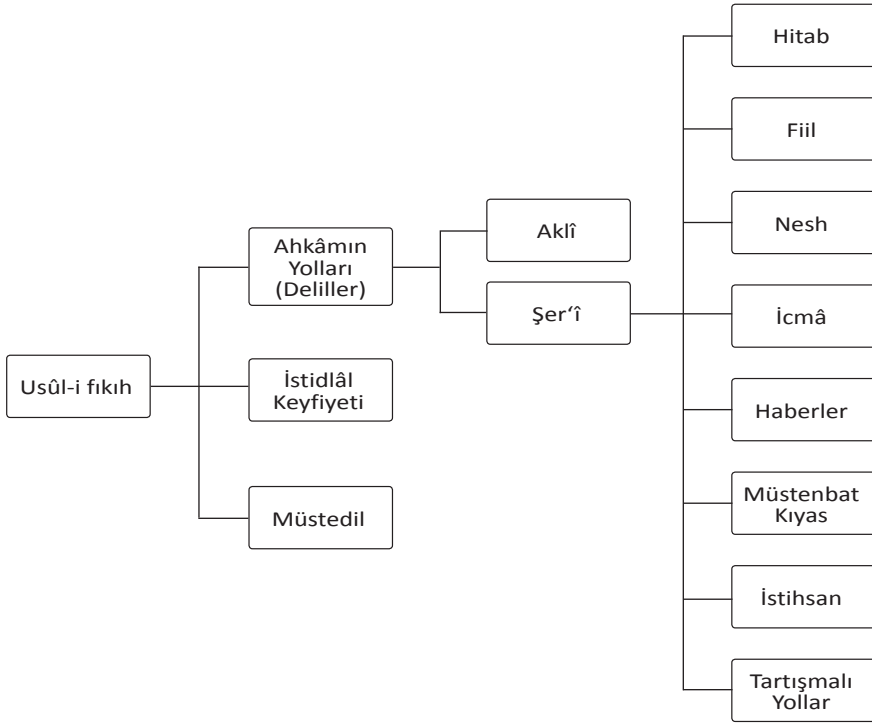 Usûl-i fıkıh
Ahkâmın
Yolları
(Deliller)
İstidlâl
Keyfiyeti
Müstedil
Aklî
Şer‘î
Hitab
Fiil
Nesh
İcmâ
Haberler
Müstenbat
Kıyas
İstihsan
Tartışmalı
Yollar